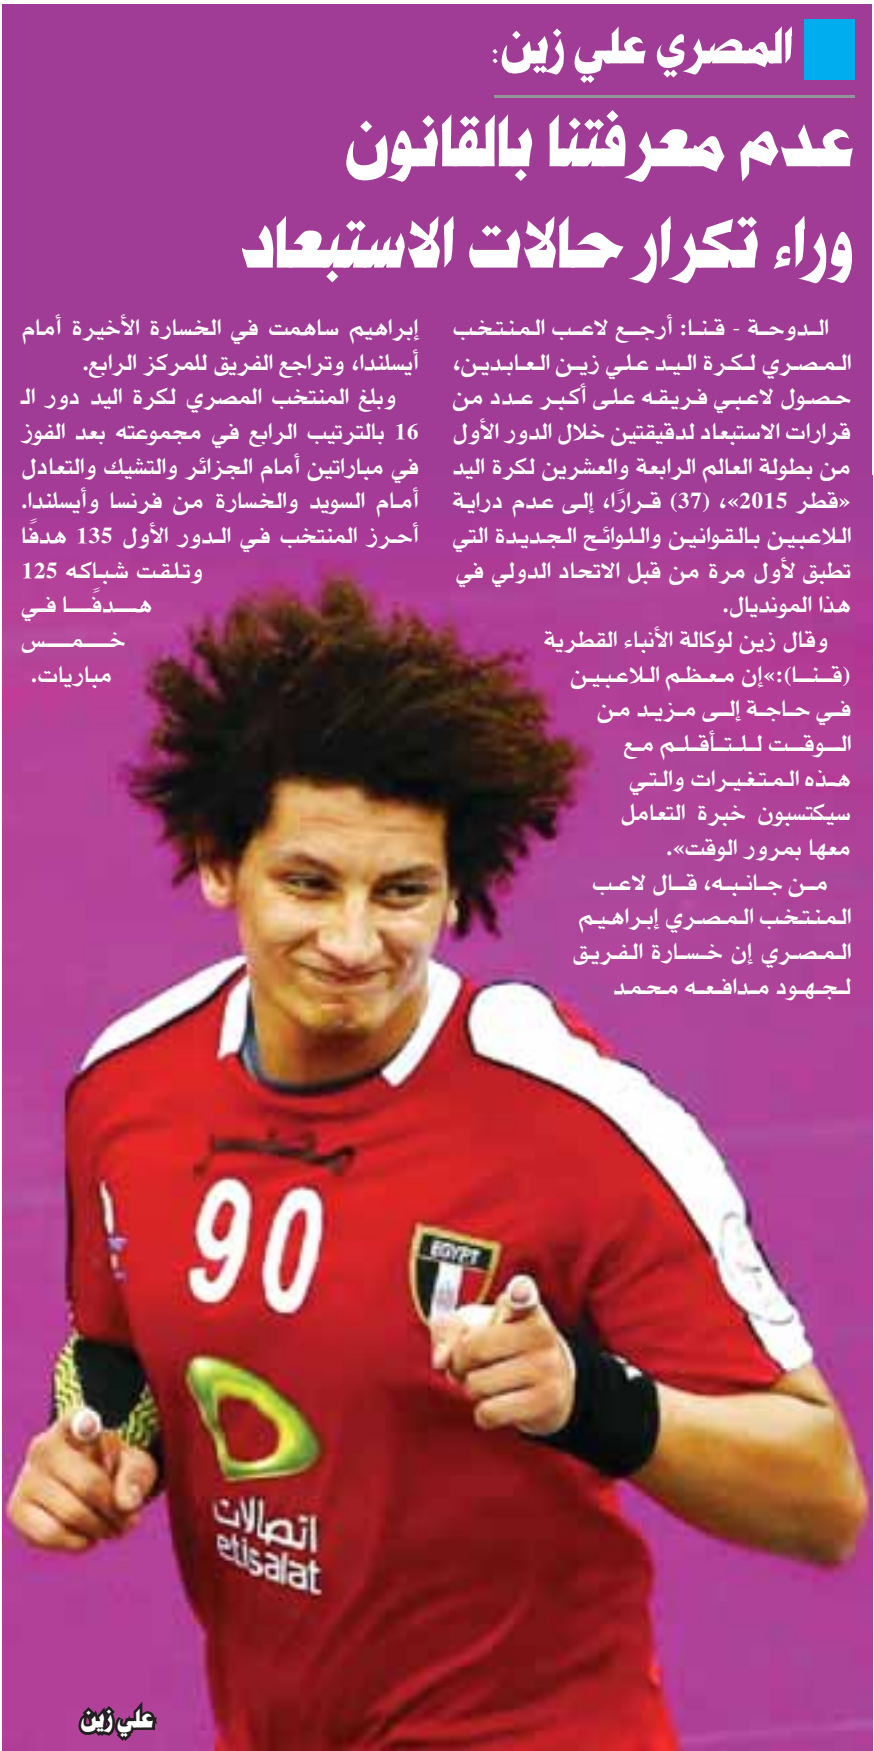 المصري علي زين:
عدم معرفتنا بالقانون
وراء تكرار حالات الاستبعاد
الدوحة - قنا: أرجع لاعب المنتخب
المصري لكرة اليد علي زين العابدين،
حصول لاعبي فريقه على أكبر عدد من
قرارات الاستبعاد لدقيقتين خلال الدور الأول
من بطولة العالم الرابعة والعشرين لكرة اليد
«قطر 2015»، (37) قرارًا، إلى عدم دراية
اللاعبين بالقوانين واللوائح الجديدة التي
تطبق لأول مرة من قبل الاتحاد الدولي في
هذا المونديال.
وقال زين لوكالة الأنباء القطرية
(قنا):»إن معظم اللاعبين
في حاجة إلى مزيد من
الوقت للتأقلم مع
هذه المتغيرات والتي
سيكتسبون خبرة التعامل
معها بمرور الوقت».
من جانبه، قال لاعب
المنتخب المصري إبراهيم
المصري إن خسارة الفريق
لجهود مدافعه محمد
إبراهيم ساهمت في الخسارة الأخيرة أمام
أيسلندا، وتراجع الفريق للمركز الرابع.
وبلغ المنتخب المصري لكرة اليد دور الـ
16 بالترتيب الرابع في مجموعته بعد الفوز
في مباراتين أمام الجزائر والتشيك والتعادل
أمام السويد والخسارة من فرنسا وأيسلندا.
أحرز المنتخب في الدور الأول 135 هدفًا
وتلقت شباكه 125
هدفًا في
خمس
مباريات.
90
EGYPT
اتصالات
etisalat
علي زين